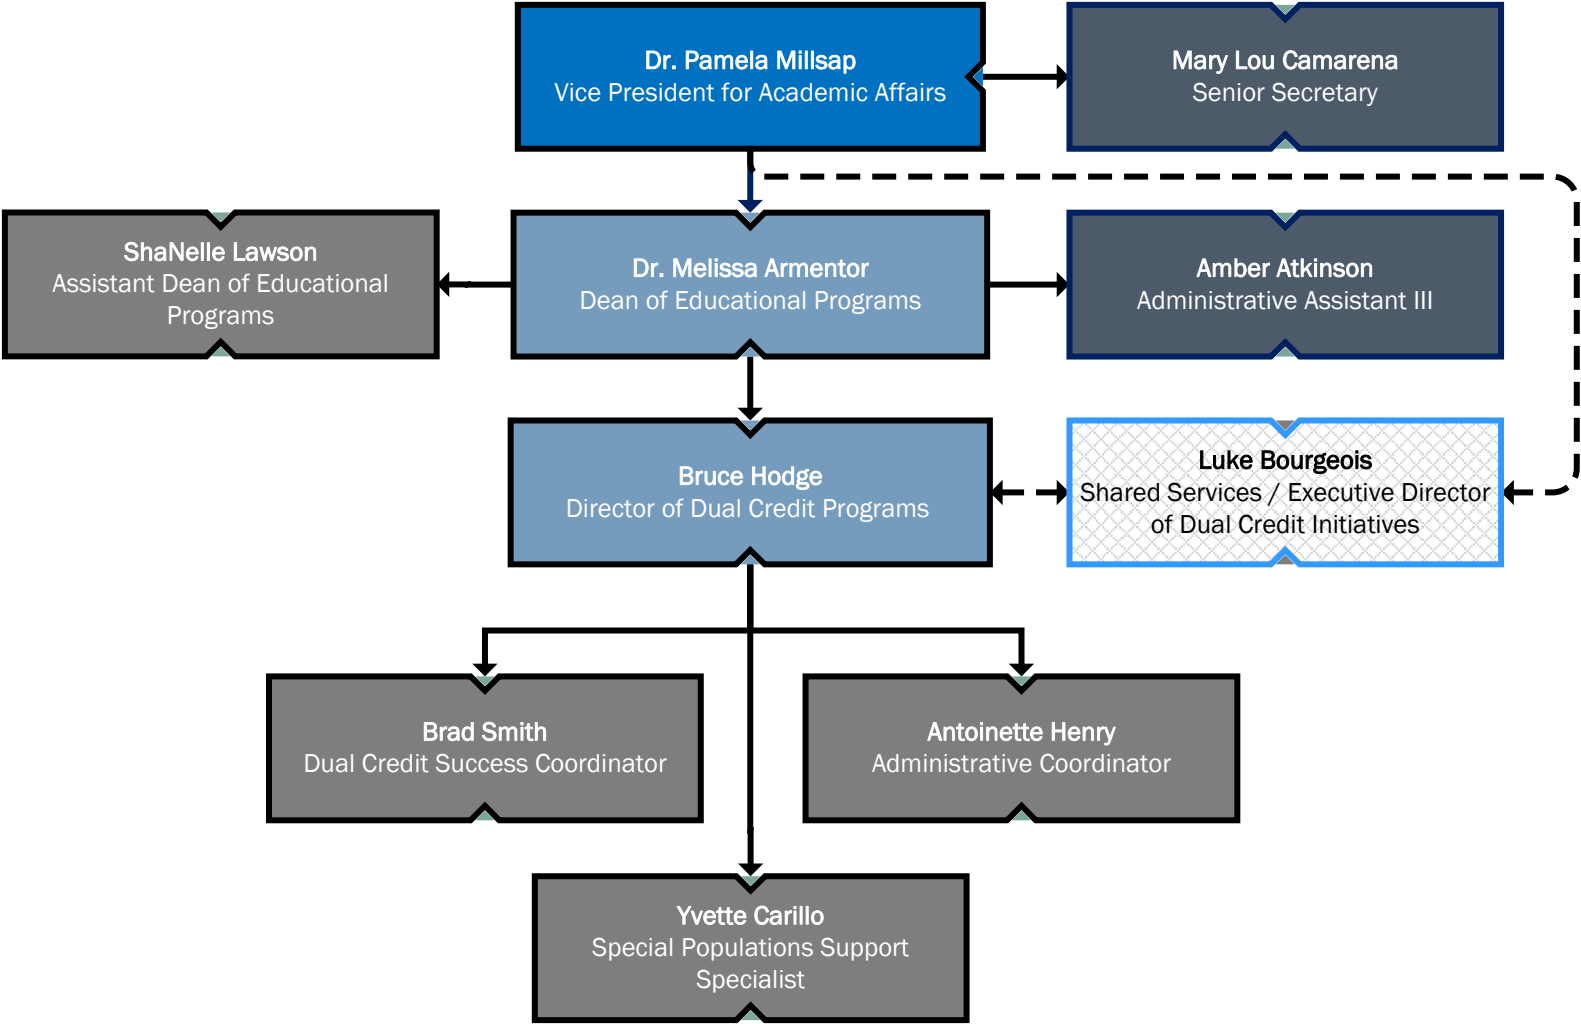 Dr. Pamela Millsap
Vice President for Academic Affairs
Mary Lou Camarena
Senior Secretary
ShaNelle Lawson
Assistant Dean of Educational
Programs
Dr. Melissa Armentor
Dean of Educational Programs
Amber Atkinson
Administrative Assistant III
Bruce Hodge
Director of Dual Credit Programs
Luke Bourgeois
Shared Services / Executive Director
of Dual Credit Initiatives
Brad Smith
Dual Credit Success Coordinator
Antoinette Henry
Administrative Coordinator
Yvette Carillo
Special Populations Support
Specialist